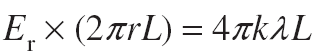 E_r × (2πrL) = 4πkλL